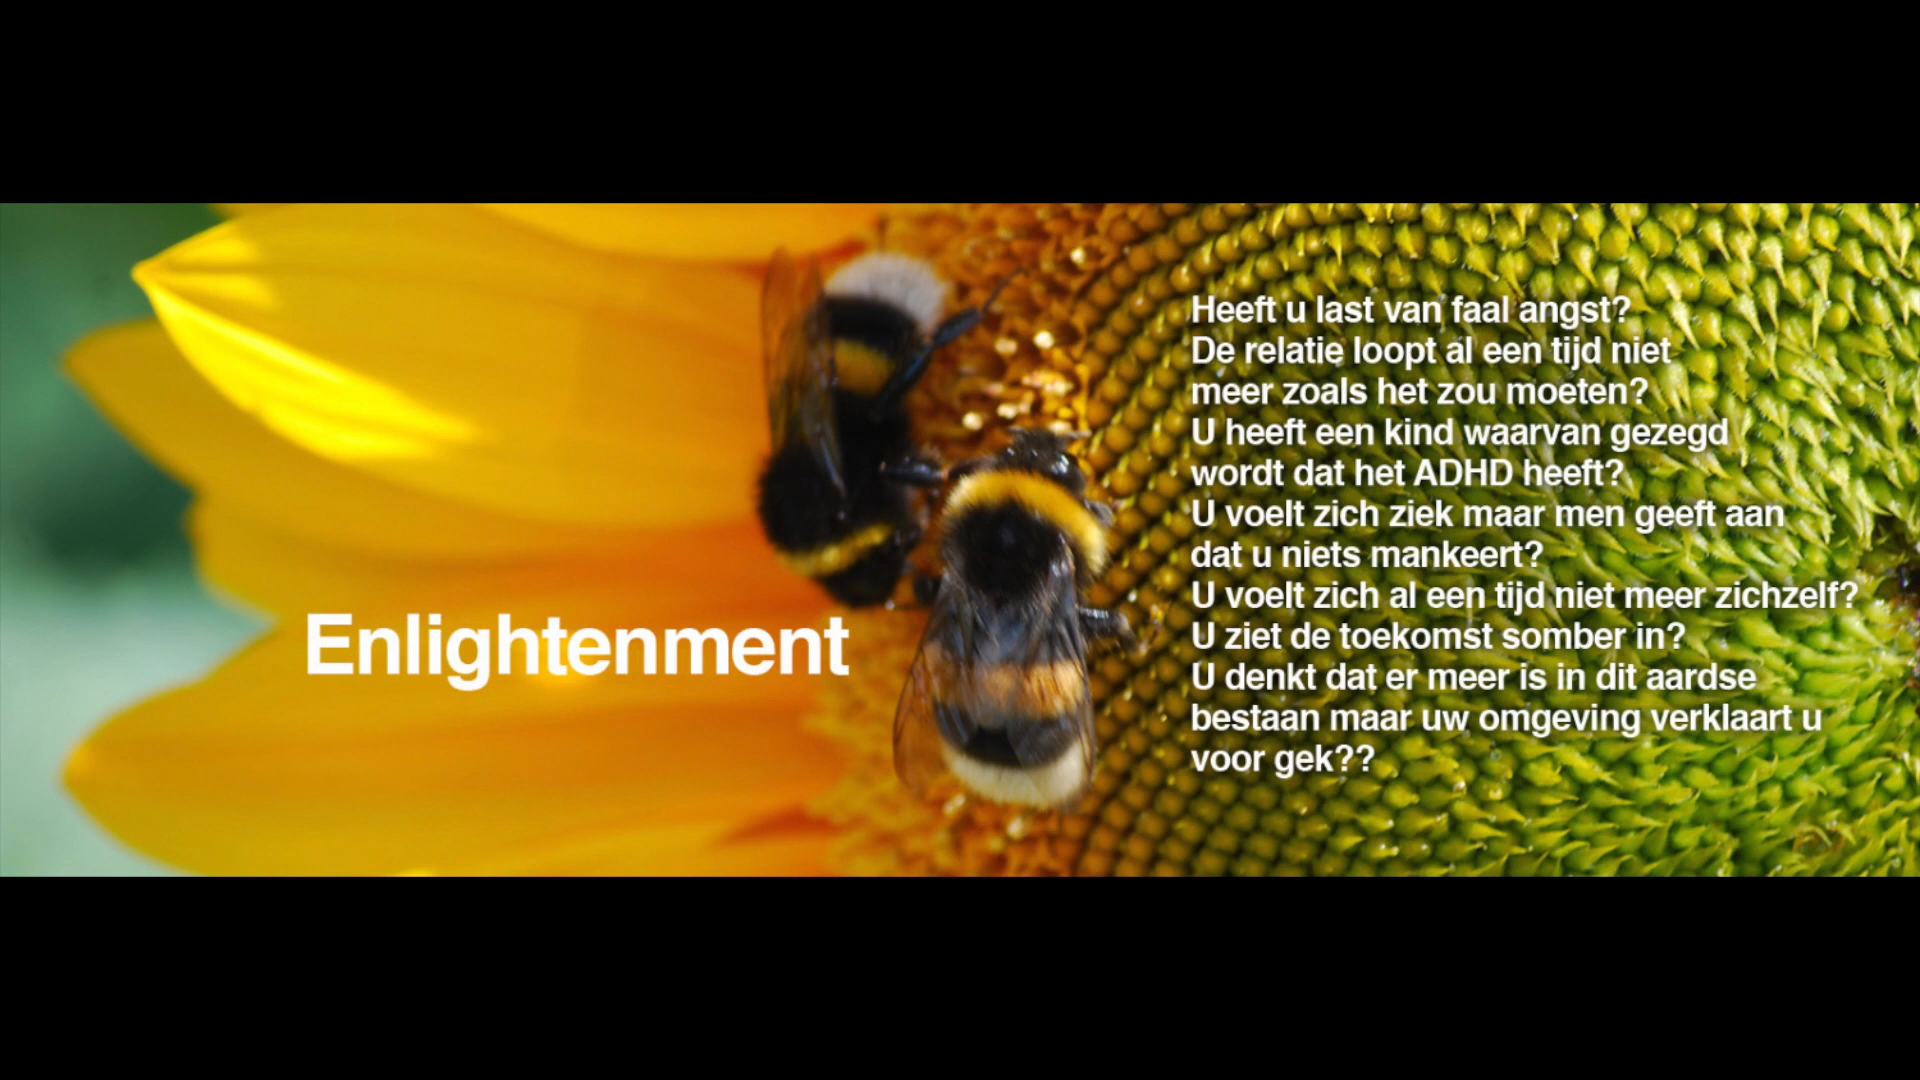 Enlightenment
Heeft u last van faal angst?
De relatie loopt al een tijd niet
meer zoals het zou moeten?
U heeft een kind waarvan gezegd
wordt dat het ADHD heeft?
U voelt zich ziek maar men geeft aan
dat u niets mankeert?
U voelt zich al een tijd niet meer zichzelf?
U ziet de toekomst somber in?
U denkt dat er meer is in dit aardse
bestaan maar uw omgeving verklaart u
voor gek??